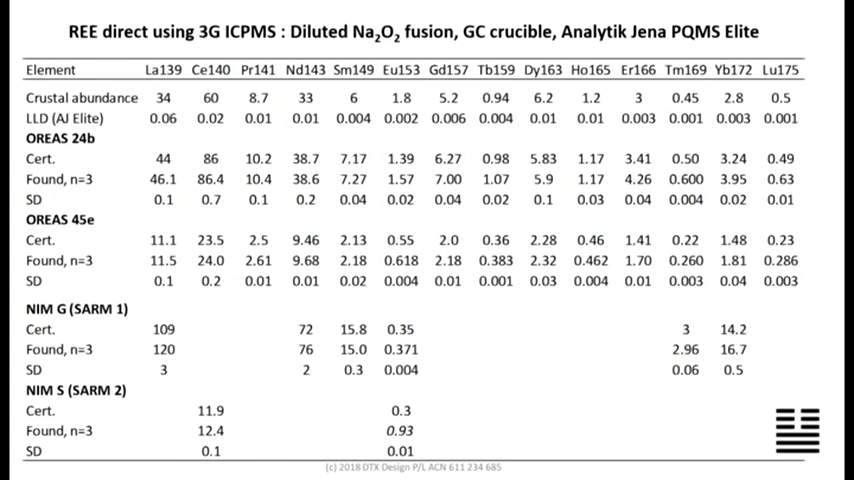 REE direct using 3G ICPMS : Diluted Na₂O₂ fusion, GC crucible, Analytik Jena PQMS Elite
Element La139 Ce140 Pr141 Nd143 Sm149 Eu153 Gd157 Tb159 Dy163 Ho165 Er166 Tm169 Yb172 Lu175
Crustal abundance 34 60 8.7 33 6 1.8 5.2 0.94 6.2 1.2 3 0.45 2.8 0.5
LLD (AJ Elite) 0.06 0.02 0.01 0.01 0.004 0.002 0.006 0.004 0.01 0.01 0.003 0.001 0.003 0.001
OREAS 24b
Cert. 44 86 10.2 38.7 7.17 1.39 6.27 0.98 5.83 1.17 3.41 0.50 3.24 0.49
Found, n=3 46.1 86.4 10.4 38.6 7.27 1.57 7.00 1.07 5.9 1.17 4.26 0.600 3.95 0.63
SD 0.1 0.7 0.1 0.2 0.04 0.02 0.04 0.02 0.1 0.03 0.04 0.004 0.02 0.01
OREAS 45e
Cert. 11.1 23.5 2.5 9.46 2.13 0.55 2.0 0.36 2.28 0.46 1.41 0.22 1.48 0.23
Found, n=3 11.5 24.0 2.61 9.68 2.18 0.618 2.18 0.383 2.32 0.462 1.70 0.260 1.81 0.286
SD 0.1 0.2 0.01 0.01 0.02 0.004 0.01 0.001 0.03 0.004 0.01 0.003 0.04 0.003
NIM G (SARM 1)
Cert. 109 72 15.8 0.35 3 14.2
Found, n=3 120 76 15.0 0.371 2.96 16.7
SD 3 2 0.3 0.004 0.06 0.5
NIM S (SARM 2)
Cert. 11.9 0.3
Found, n=3 12.4 0.93
SD 0.1 0.01
(c) 2018 DTX Design P/L ACN 611 234 685